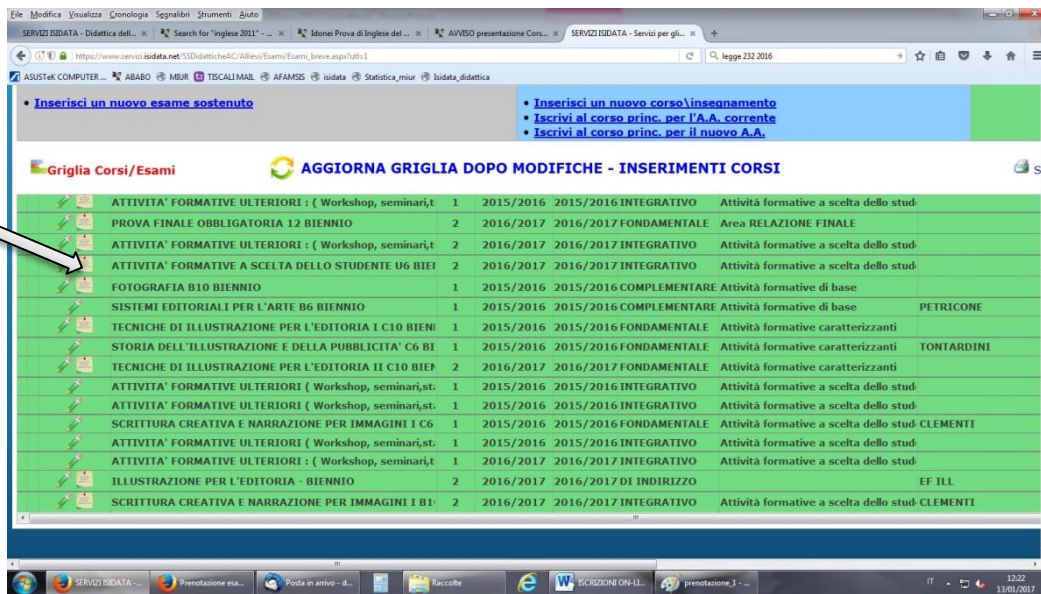 File Modifica Visualizza Cronologia Segnalibri Strumenti Aiuto
SERVIZI ISIDATA - Didattica dell... × Search for "inglese 2011" - ... × Idonei Prova di Inglese del ... × AVVISO presentazione Cors... × SERVIZI ISIDATA - Servizi per gli... × +
https://www.servizi.isidata.net/SSDidatticheAC/Allievi/Esami/Esami_breve.aspx?utl=1 legge 232 2016
ASUSTeK COMPUTER ... ABABO MIUR TISCALI MAIL AFAMSIS isidata Statistica_miur Isidata_didattica
• Inserisci un nuovo esame sostenuto • Inserisci un nuovo corso\insegnamento
• Iscrivi al corso princ. per l'A.A. corrente
• Iscrivi al corso princ. per il nuovo A.A.
Griglia Corsi/Esami AGGIORNA GRIGLIA DOPO MODIFICHE - INSERIMENTI CORSI S
ATTIVITA' FORMATIVE ULTERIORI : ( Workshop, seminari,t 1 2015/2016 2015/2016 INTEGRATIVO Attività formative a scelta dello stud
PROVA FINALE OBBLIGATORIA 12 BIENNIO 2 2016/2017 2016/2017 FONDAMENTALE Area RELAZIONE FINALE
ATTIVITA' FORMATIVE ULTERIORI : ( Workshop, seminari,t 2 2016/2017 2016/2017 INTEGRATIVO Attività formative a scelta dello stud
ATTIVITA' FORMATIVE A SCELTA DELLO STUDENTE U6 BIEI 2 2016/2017 2016/2017 INTEGRATIVO Attività formative a scelta dello stud
FOTOGRAFIA B10 BIENNIO 1 2015/2016 2015/2016 COMPLEMENTARE Attività formative di base
SISTEMI EDITORIALI PER L'ARTE B6 BIENNIO 1 2015/2016 2015/2016 COMPLEMENTARE Attività formative di base PETRICONE
TECNICHE DI ILLUSTRAZIONE PER L'EDITORIA I C10 BIENI 1 2015/2016 2015/2016 FONDAMENTALE Attività formative caratterizzanti
STORIA DELL'ILLUSTRAZIONE E DELLA PUBBLICITA' C6 BI 1 2015/2016 2015/2016 FONDAMENTALE Attività formative caratterizzanti TONTARDINI
TECNICHE DI ILLUSTRAZIONE PER L'EDITORIA II C10 BIEN 2 2016/2017 2016/2017 FONDAMENTALE Attività formative caratterizzanti
ATTIVITA' FORMATIVE ULTERIORI ( Workshop, seminari,st. 1 2015/2016 2015/2016 INTEGRATIVO Attività formative a scelta dello stud
ATTIVITA' FORMATIVE ULTERIORI ( Workshop, seminari,st. 1 2015/2016 2015/2016 INTEGRATIVO Attività formative a scelta dello stud
SCRITTURA CREATIVA E NARRAZIONE PER IMMAGINI I C6 1 2015/2016 2015/2016 FONDAMENTALE Attività formative a scelta dello stud CLEMENTI
ATTIVITA' FORMATIVE ULTERIORI ( Workshop, seminari,st. 1 2016/2017 2016/2017 INTEGRATIVO Attività formative a scelta dello stud
ATTIVITA' FORMATIVE ULTERIORI : ( Workshop, seminari,t 1 2016/2017 2016/2017 INTEGRATIVO Attività formative a scelta dello stud
ILLUSTRAZIONE PER L'EDITORIA - BIENNIO 2 2016/2017 2016/2017 DI INDIRIZZO EF ILL
SCRITTURA CREATIVA E NARRAZIONE PER IMMAGINI I B1 2 2016/2017 2016/2017 INTEGRATIVO Attività formative a scelta dello stud CLEMENTI
SERVIZI ISIDATA -... Prenotazione esa... Posta in arrivo - d... Raccolte ISCRIZIONI ON-LI... prenotazione_1 - ... IT 12:22
13/01/2017